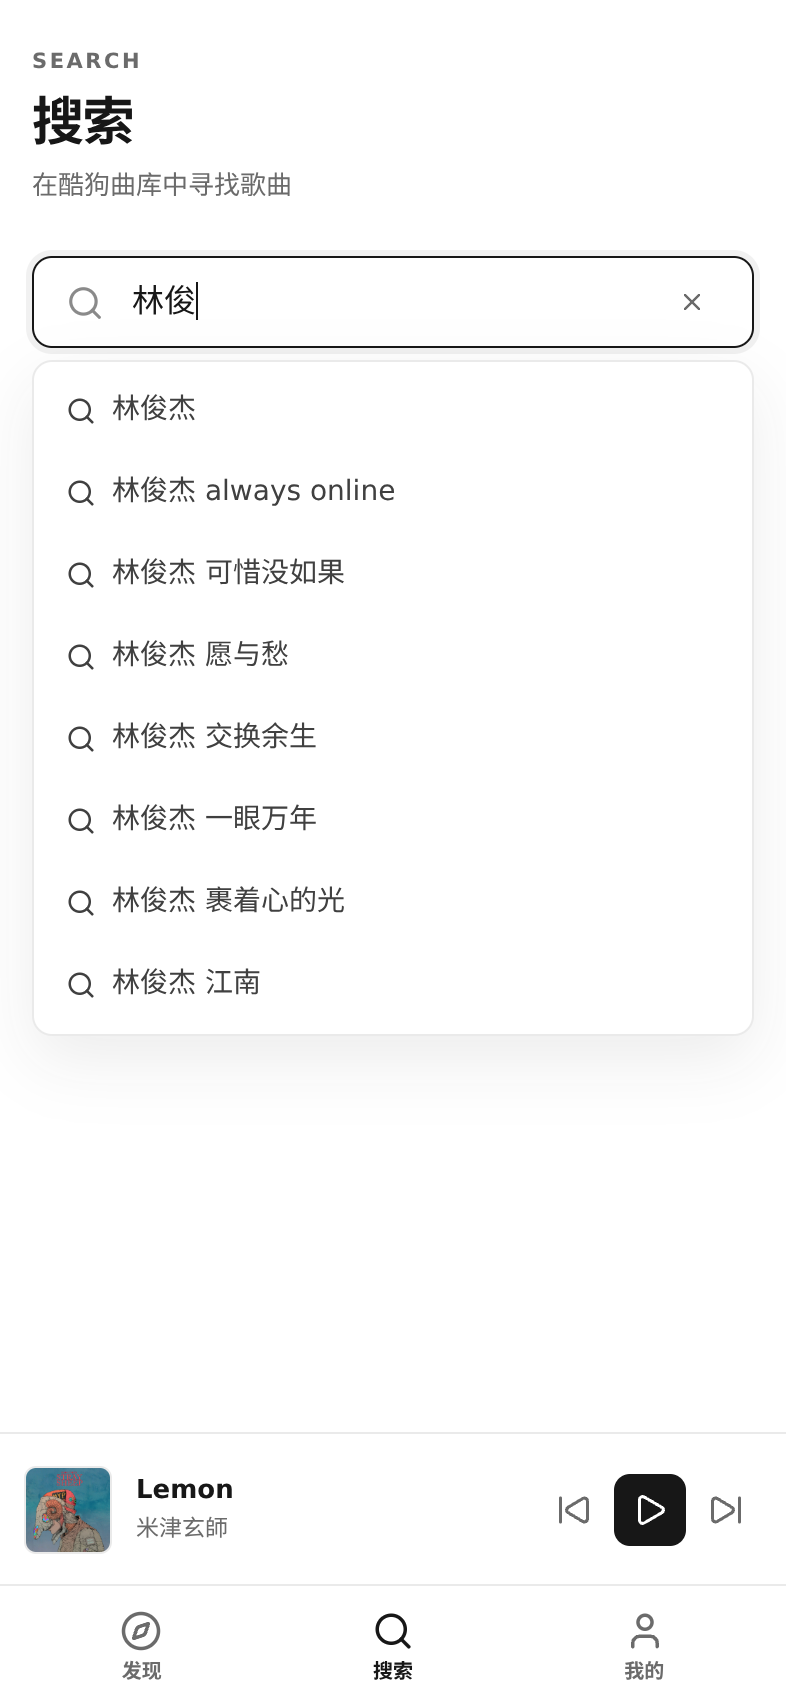 SEARCH
搜索
在酷狗曲库中寻找歌曲
林俊
林俊杰
林俊杰 always online
林俊杰 可惜没如果
林俊杰 愿与愁
林俊杰 交换余生
林俊杰 一眼万年
林俊杰 裹着心的光
林俊杰 江南
Lemon
米津玄師
发现
搜索
我的